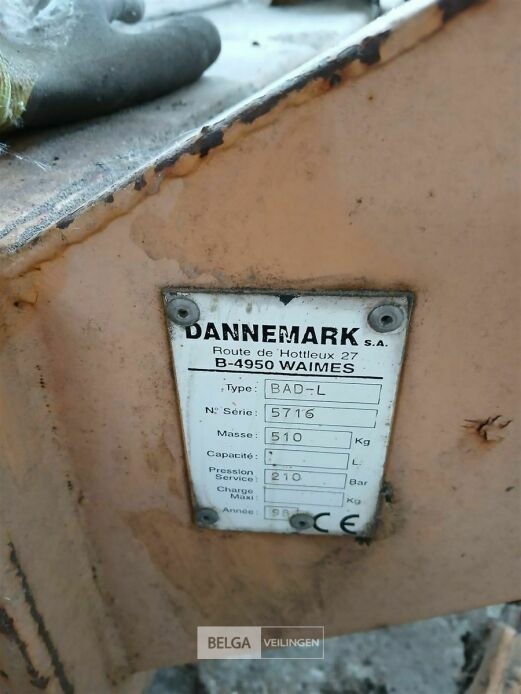 DANNEMARK S.A.
Route de Hottleux 27
B-4950 WAIMES
Type: BAD-L
N° Série: 5716
Masse: 510 Kg
Capacité: L.
Pression Service: 210 Bar
Charge Maxi Kg
Année: 98
CE
BELGA VEILINGEN